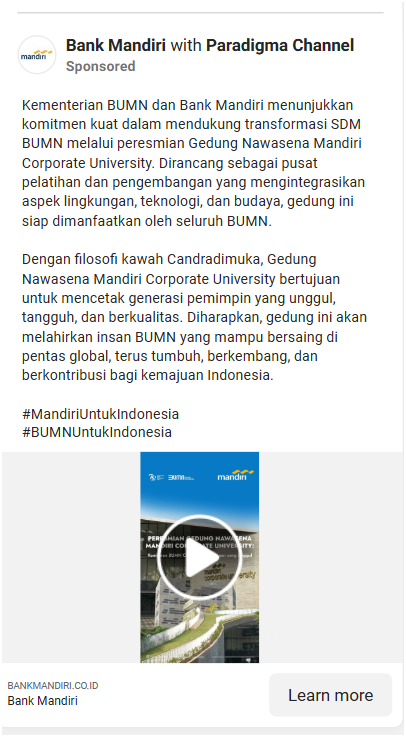 Bank Mandiri with Paradigma Channel
Sponsored
mandiri
Kementerian BUMN dan Bank Mandiri menunjukkan
komitmen kuat dalam mendukung transformasi SDM
BUMN melalui peresmian Gedung Nawasena Mandiri
Corporate University. Dirancang sebagai pusat
pelatihan dan pengembangan yang mengintegrasikan
aspek lingkungan, teknologi, dan budaya, gedung ini
siap dimanfaatkan oleh seluruh BUMN.
Dengan filosofi kawah Candradimuka, Gedung
Nawasena Mandiri Corporate University bertujuan
untuk mencetak generasi pemimpin yang unggul,
tangguh, dan berkualitas. Diharapkan, gedung ini akan
melahirkan insan BUMN yang mampu bersaing di
pentas global, terus tumbuh, berkembang, dan
berkontribusi bagi kemajuan Indonesia.
#MandiriUntukIndonesia
#BUMNUntukIndonesia
mandiri
PERESMIAN GEDUNG NAWASENA
MANDIRI CORPORATE UNIVERSITY:
mandiri
corporate university
BANKMANDIRI.CO.ID
Bank Mandiri
Learn more